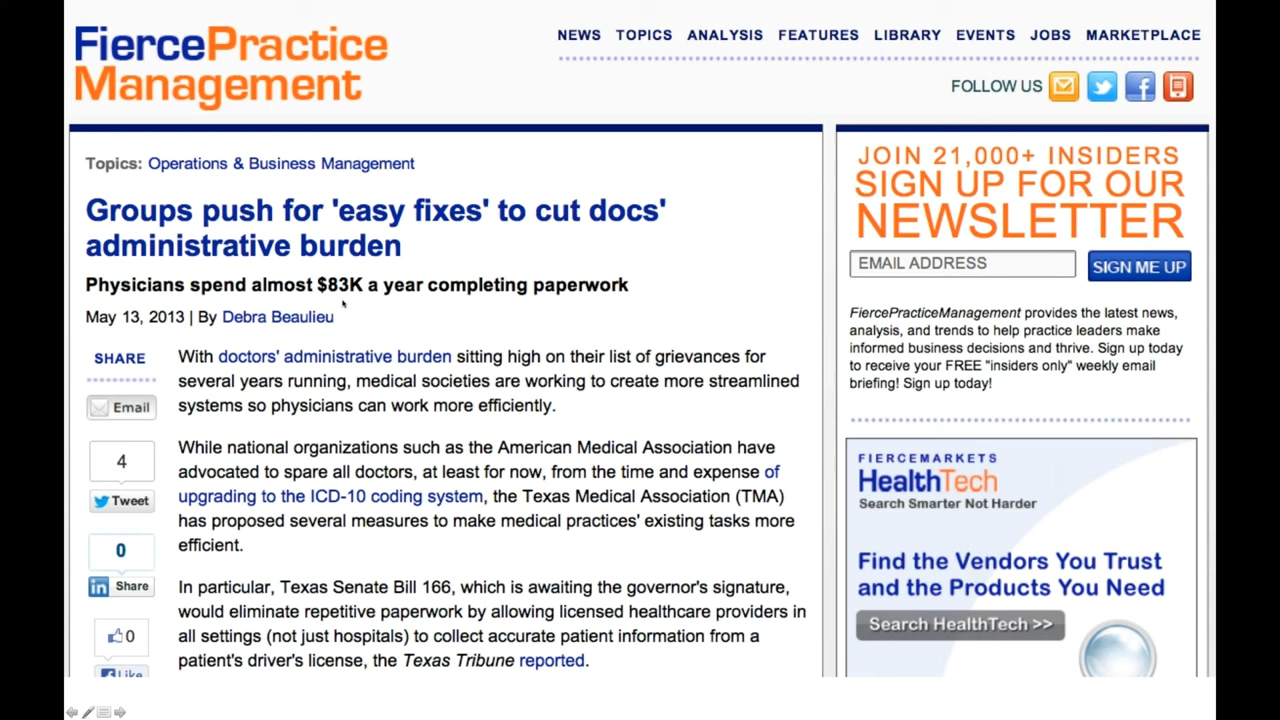 FiercePractice
Management
NEWS TOPICS ANALYSIS FEATURES LIBRARY EVENTS JOBS MARKETPLACE
FOLLOW US
Topics: Operations & Business Management
Groups push for 'easy fixes' to cut docs'
administrative burden
Physicians spend almost $83K a year completing paperwork
May 13, 2013 | By Debra Beaulieu
SHARE
Email
4
Tweet
0
in Share
0
Like
With doctors' administrative burden sitting high on their list of grievances for
several years running, medical societies are working to create more streamlined
systems so physicians can work more efficiently.
While national organizations such as the American Medical Association have
advocated to spare all doctors, at least for now, from the time and expense of
upgrading to the ICD-10 coding system, the Texas Medical Association (TMA)
has proposed several measures to make medical practices' existing tasks more
efficient.
In particular, Texas Senate Bill 166, which is awaiting the governor's signature,
would eliminate repetitive paperwork by allowing licensed healthcare providers in
all settings (not just hospitals) to collect accurate patient information from a
patient's driver's license, the Texas Tribune reported.
JOIN 21,000+ INSIDERS
SIGN UP FOR OUR
NEWSLETTER
EMAIL ADDRESS
SIGN ME UP
FiercePracticeManagement provides the latest news,
analysis, and trends to help practice leaders make
informed business decisions and thrive. Sign up today
to receive your FREE "insiders only" weekly email
briefing! Sign up today!
FIERCEMARKETS
HealthTech
Search Smarter Not Harder
Find the Vendors You Trust
and the Products You Need
Search HealthTech >>